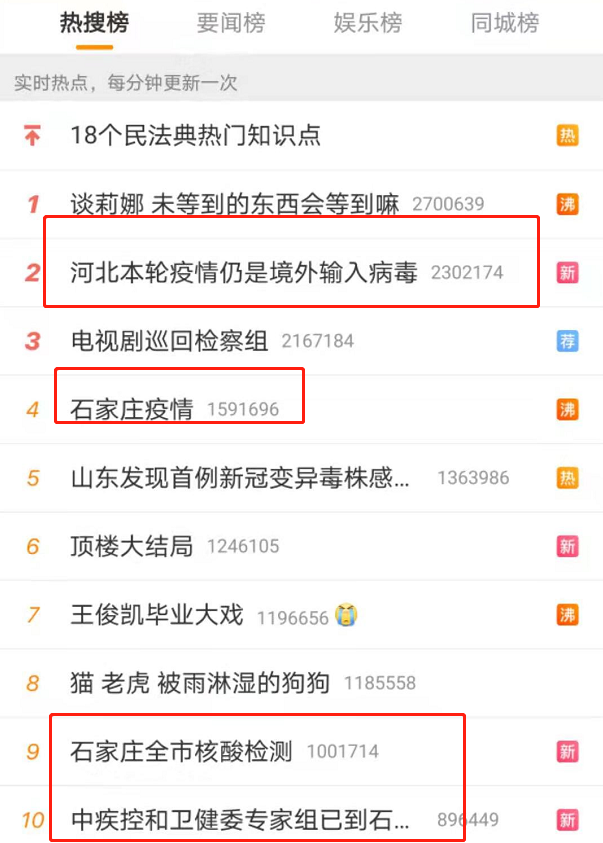 热搜榜 要闻榜 娱乐榜 同城榜
实时热点，每分钟更新一次
18个民法典热门知识点 热
1 谈莉娜 未等到的东西会等到嘛 2700639 沸
2 河北本轮疫情仍是境外输入病毒 2302174 新
3 电视剧巡回检察组 2167184 荐
4 石家庄疫情 1591696 沸
5 山东发现首例新冠变异毒株感... 1363986 热
6 顶楼大结局 1246105 新
7 王俊凯毕业大戏 1196656 沸
8 猫 老虎 被雨淋湿的狗狗 1185558
9 石家庄全市核酸检测 1001714 新
10 中疾控和卫健委专家组已到石... 896449 新